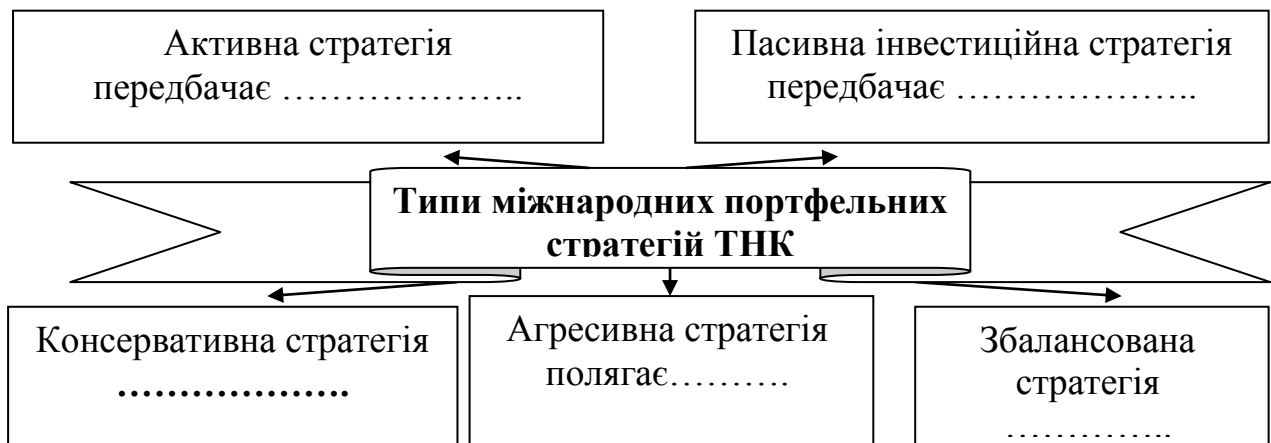 Активна стратегія
передбачає …………………..
Пасивна інвестиційна стратегія
передбачає …………………..
Типи міжнародних портфельних
стратегій ТНК
Консервативна стратегія
……………….
Агресивна стратегія
полягає……….
Збалансована
стратегія
…………..